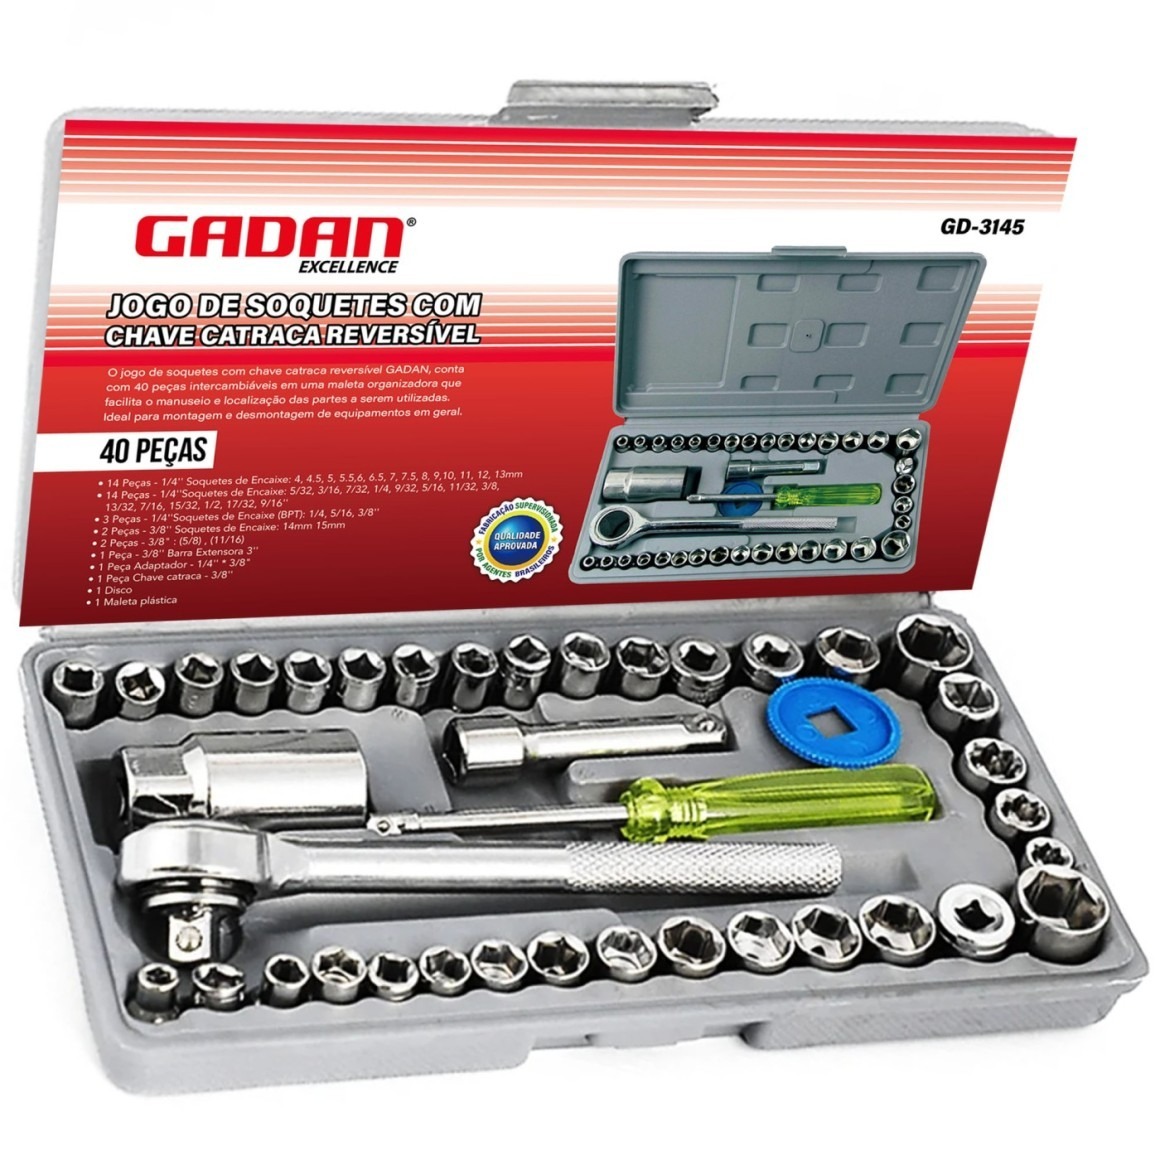 GADAN®
EXCELLENCE
GD-3145
JOGO DE SOQUETES COM
CHAVE CATRACA REVERSÍVEL
O jogo de soquetes com chave catraca reversível GADAN, conta
com 40 peças intercambiáveis em uma maleta organizadora que
facilita o manuseio e localização das partes a serem utilizadas.
Ideal para montagem e desmontagem de equipamentos em geral.
40 PEÇAS
• 14 Peças - 1/4'' Soquetes de Encaixe: 4, 4.5, 5, 5.5,6, 6.5, 7, 7.5, 8, 9,10, 11, 12, 13mm
• 14 Peças - 1/4''Soquetes de Encaixe: 5/32, 3/16, 7/32, 1/4, 9/32, 5/16, 11/32, 3/8,
13/32, 7/16, 15/32, 1/2, 17/32, 9/16''
• 3 Peças - 1/4''Soquetes de Encaixe (BPT): 1/4, 5/16, 3/8''
• 2 Peças - 3/8'' Soquetes de Encaixe: 14mm 15mm
• 2 Peças - 3/8'' : (5/8) , (11/16)
• 1 Peça - 3/8'' Barra Extensora 3''
• 1 Peça Adaptador - 1/4'' * 3/8''
• 1 Peça Chave catraca - 3/8''
• 1 Disco
• 1 Maleta plástica
FABRICAÇÃO SUPERVISIONADA
QUALIDADE
APROVADA
POR AGENTES BRASILEIROS